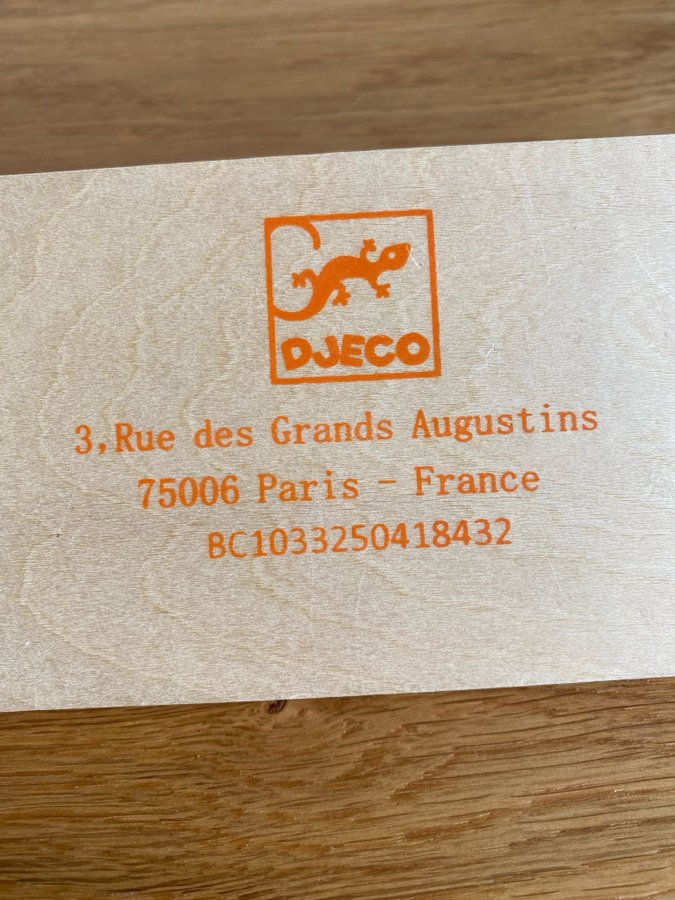 DJECO
3,Rue des Grands Augustins
75006 Paris - France
BC1033250418432